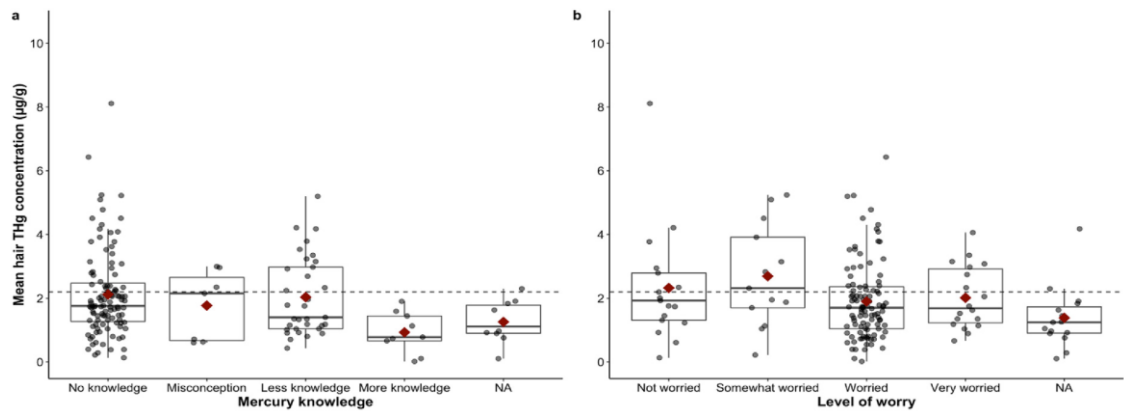 a
b
Mean hair THg concentration (µg/g)
10
8
6
4
2
0
No knowledge Misconception Less knowledge More knowledge NA
Mercury knowledge
10
8
6
4
2
0
Not worried Somewhat worried Worried Very worried NA
Level of worry